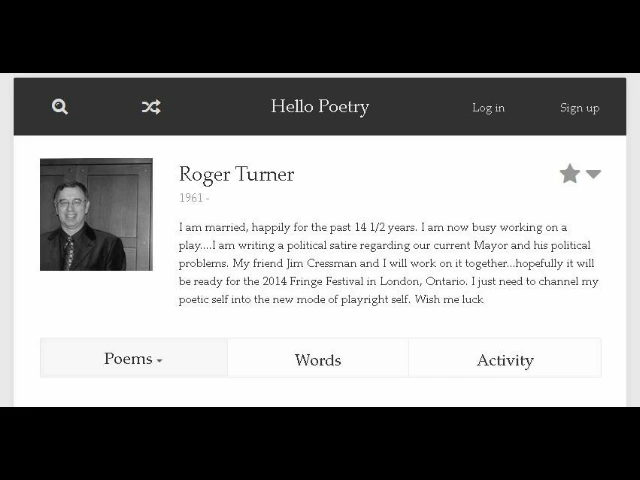 Hello Poetry
Log in
Sign up
Roger Turner
1961 -
I am married, happily for the past 14 1/2 years. I am now busy working on a
play....I am writing a political satire regarding our current Mayor and his political
problems. My friend Jim Cressman and I will work on it together...hopefully it will
be ready for the 2014 Fringe Festival in London, Ontario. I just need to channel my
poetic self into the new mode of playright self. Wish me luck
Poems
Words
Activity